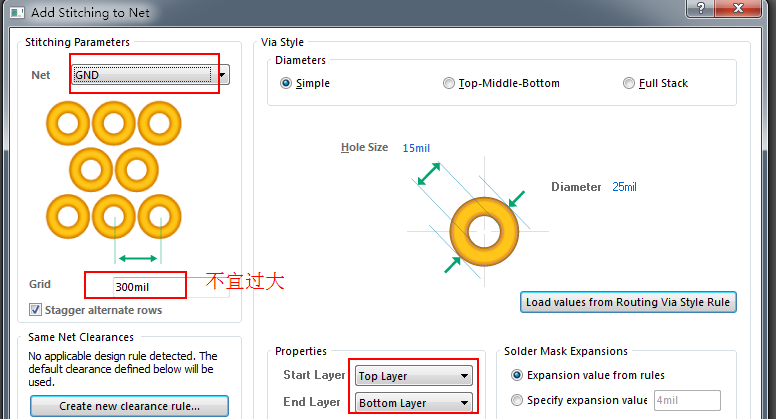 Add Stitching to Net
Stitching Parameters
Net GND
Grid 300mil 不宜过大
Stagger alternate rows
Same Net Clearances
No applicable design rule detected. The
default clearance defined below will be
used.
Create new clearance rule...
Via Style
Diameters
Simple Top-Middle-Bottom Full Stack
Hole Size 15mil
Diameter 25mil
Load values from Routing Via Style Rule
Properties
Start Layer Top Layer
End Layer Bottom Layer
Solder Mask Expansions
Expansion value from rules
Specify expansion value 4mil